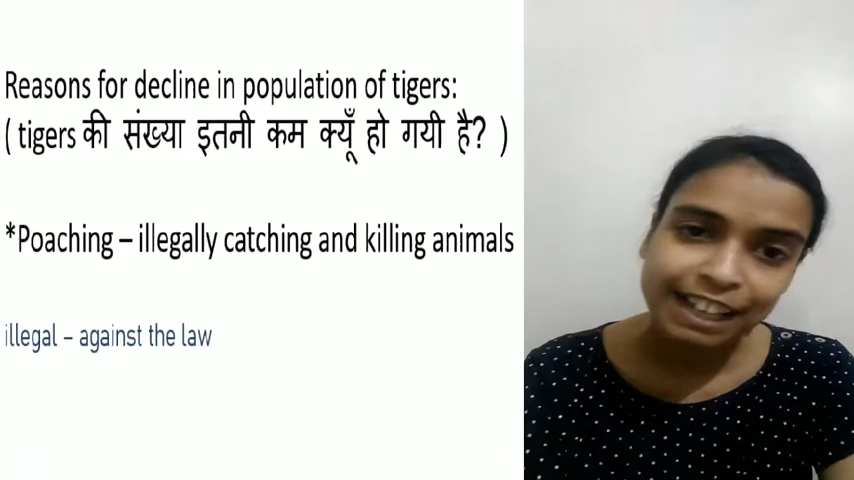 Reasons for decline in population of tigers:
( tigers की संख्या इतनी कम क्यूँ हो गयी है? )
*Poaching – illegally catching and killing animals
illegal – against the law